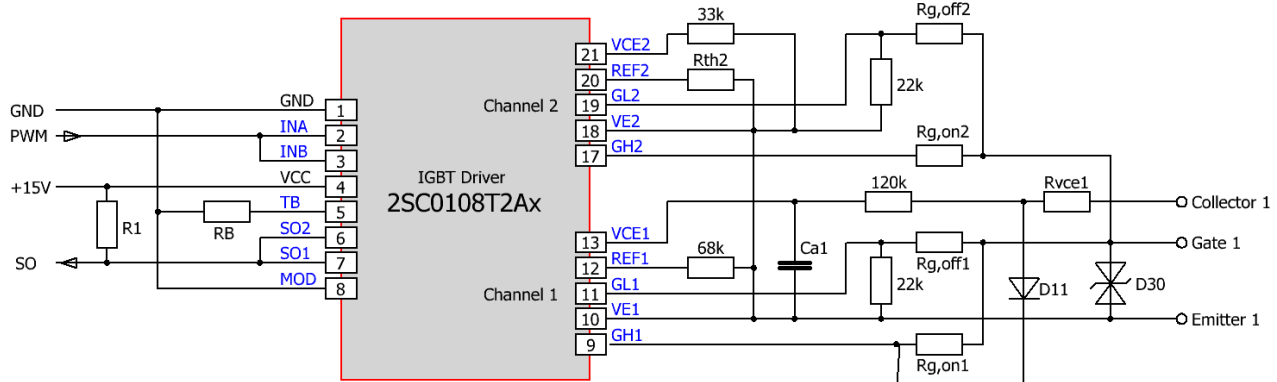 GND
PWM
+15V
SO
R1
RB
GND
INA
INB
VCC
TB
SO2
SO1
MOD
1
2
3
4
5
6
7
8
IGBT Driver
2SC0108T2Ax
Channel 2
Channel 1
21
20
19
18
17
13
12
11
10
9
VCE2
REF2
GL2
VE2
GH2
VCE1
REF1
GL1
VE1
GH1
33k
Rth2
Rg,off2
22k
Rg,on2
120k
Rvce1
68k
Ca1
Rg,off1
22k
Rg,on1
D11
D30
Collector 1
Gate 1
Emitter 1